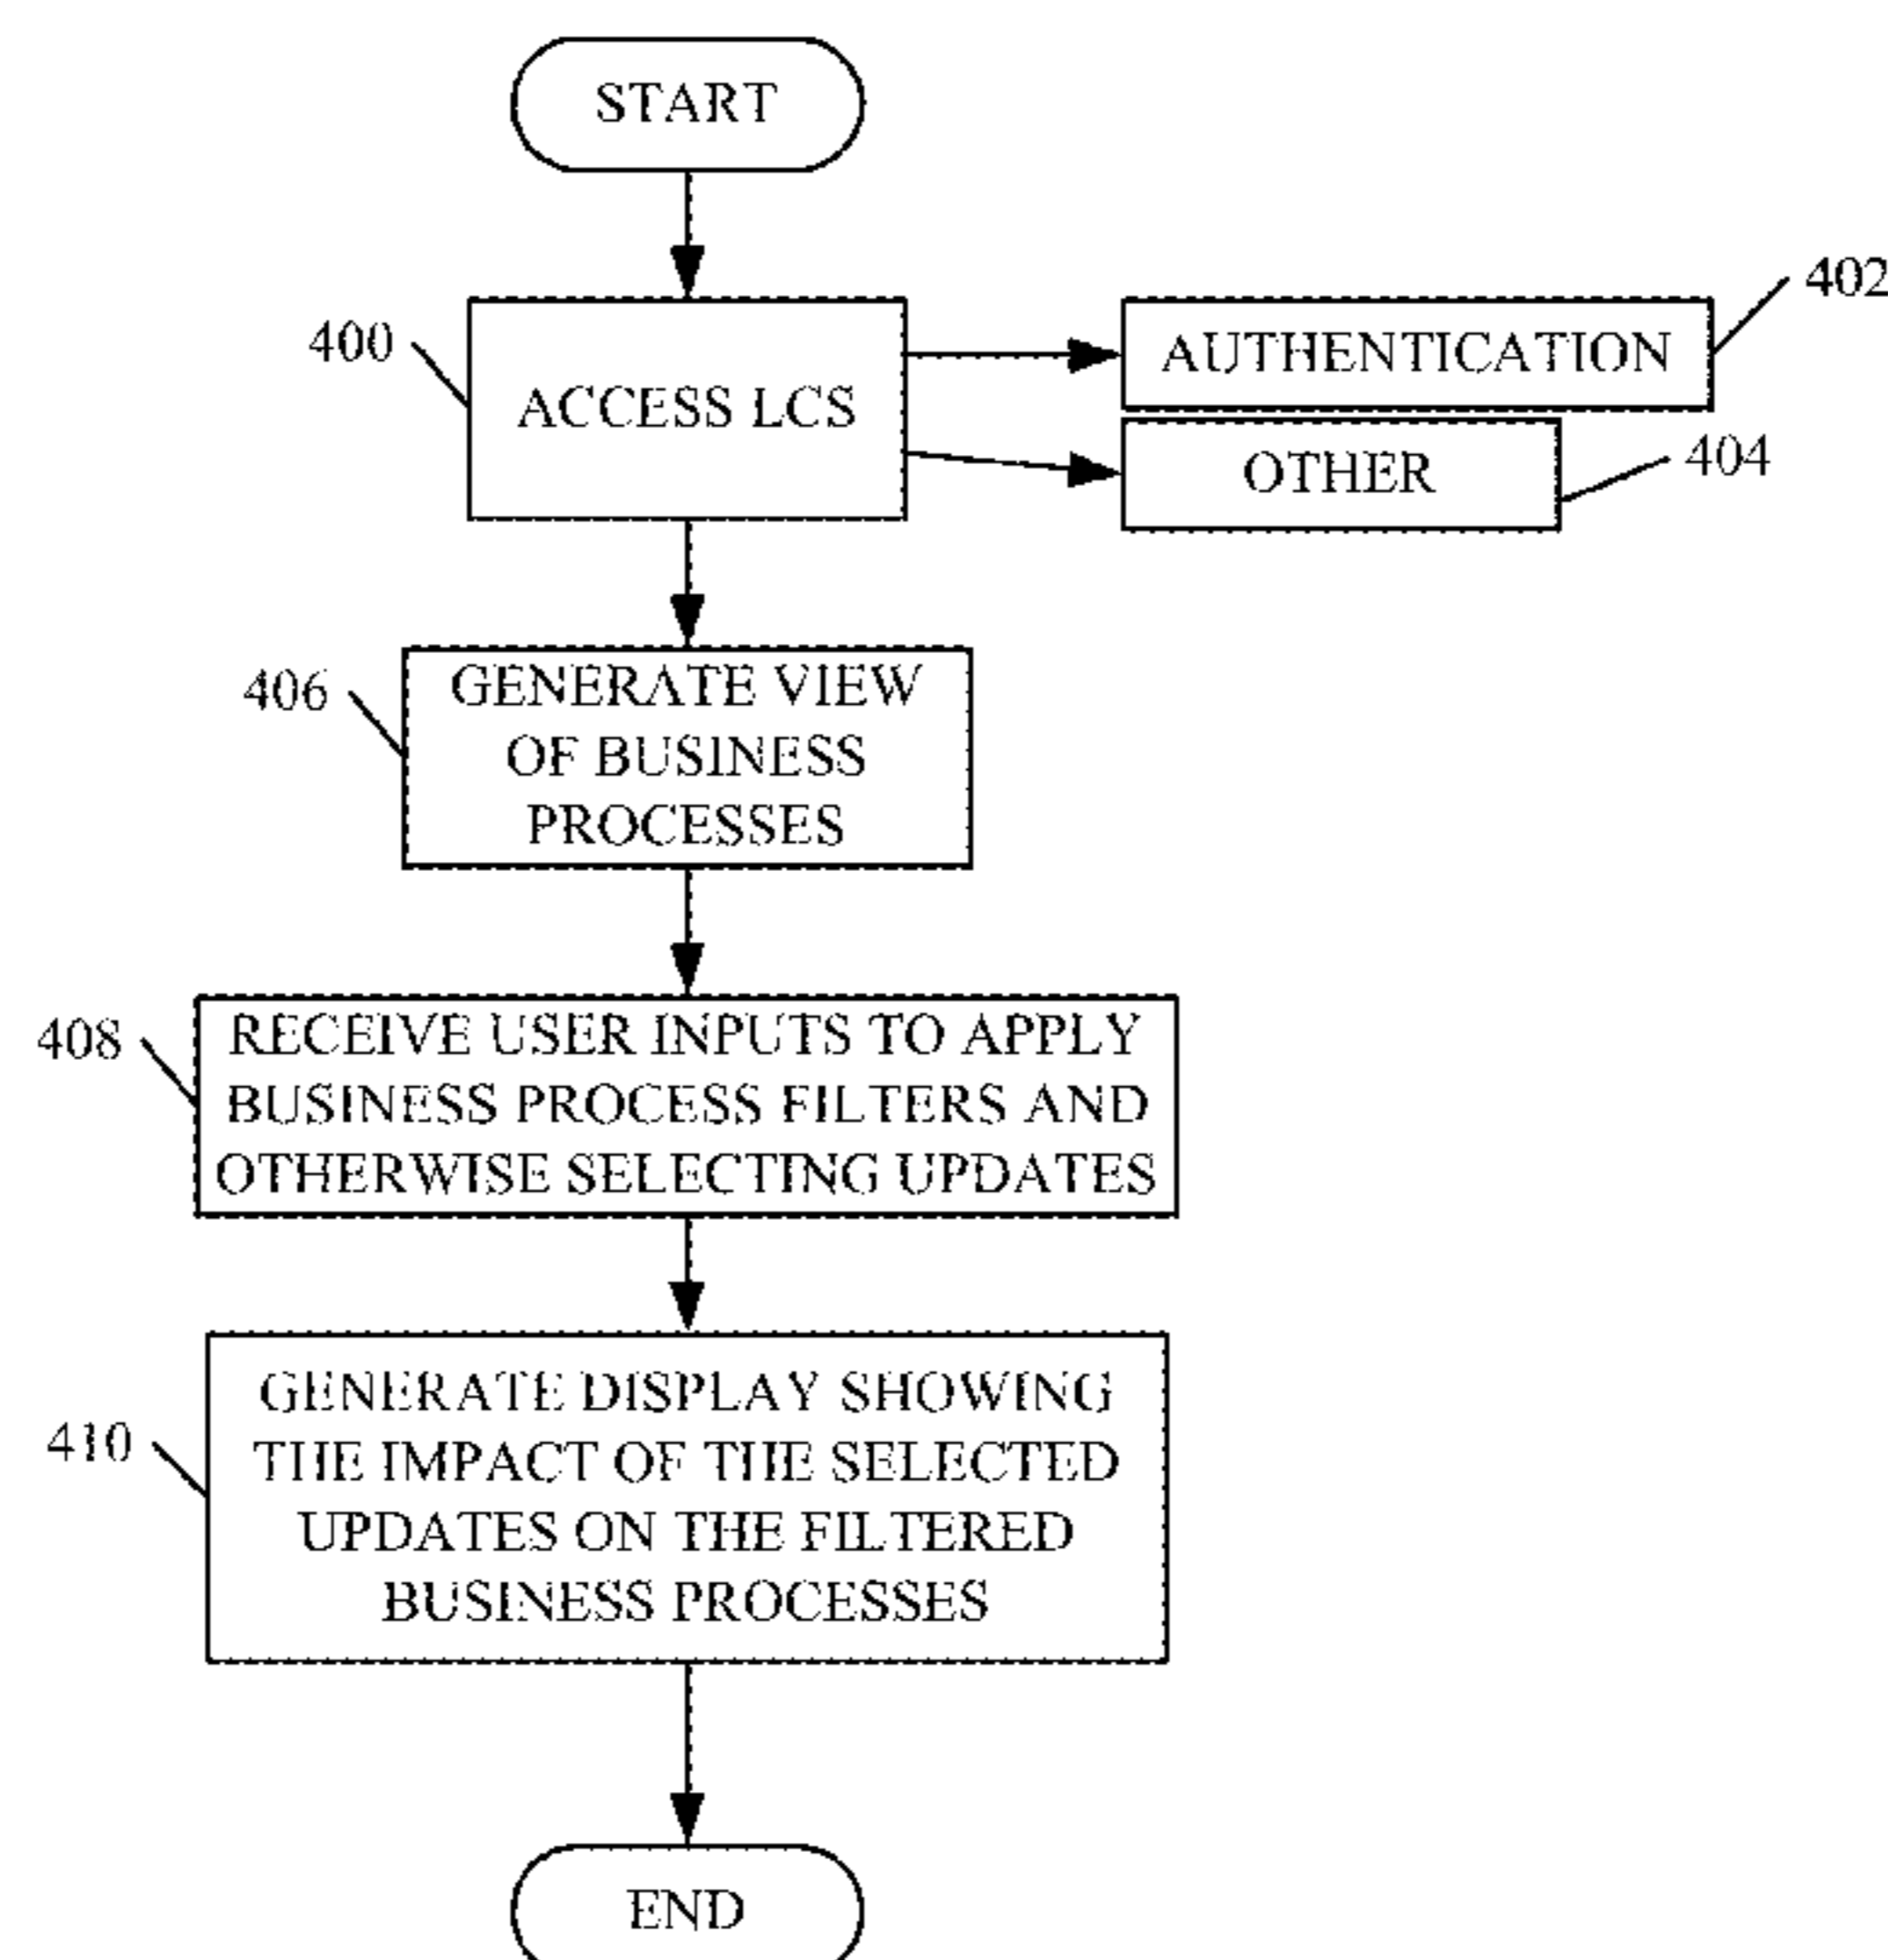 START
400
ACCESS LCS
AUTHENTICATION
402
OTHER
404
406
GENERATE VIEW
OF BUSINESS
PROCESSES
408
RECEIVE USER INPUTS TO APPLY
BUSINESS PROCESS FILTERS AND
OTHERWISE SELECTING UPDATES
410
GENERATE DISPLAY SHOWING
THE IMPACT OF THE SELECTED
UPDATES ON THE FILTERED
BUSINESS PROCESSES
END